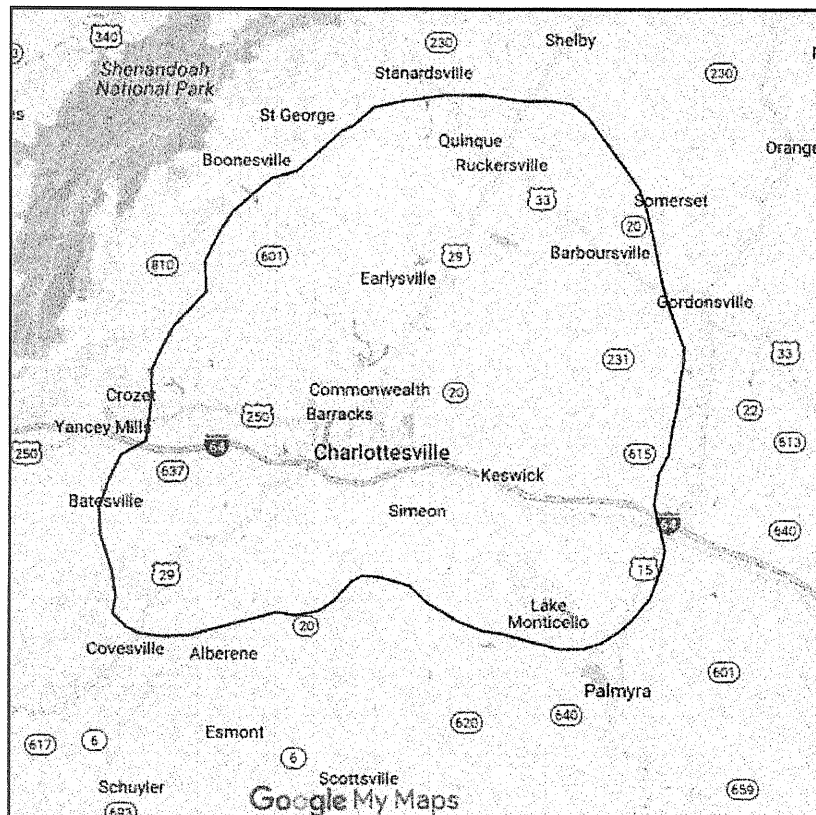 340
230
Shelby
Shenandoah
National Park
Stanardsville
230
St George
Quinque
Orange
Boonesville
Ruckersville
33
Somerset
20
810
601
29
Barboursville
Earlysville
Gordonsville
231
33
Crozet
Commonwealth
20
250
Barracks
22
Yancey Mills
613
250
64
Charlottesville
615
637
Keswick
Batesville
Simeon
64
640
29
15
Lake
Monticello
20
Covesville
Alberene
601
Palmyra
620
640
Esmont
617
6
6
Scottsville
Schuyler
659
Google My Maps
693